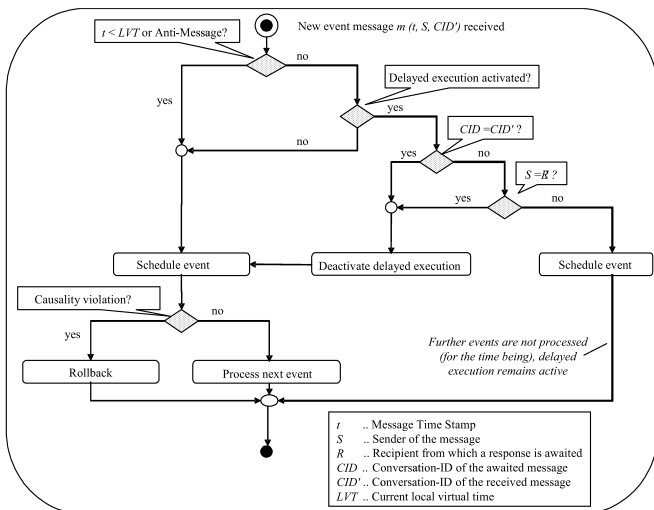 New event message m (t, S, CID') received
t < LVT or Anti-Message?
no
Delayed execution activated?
yes
yes
no
CID =CID' ?
yes
no
S =R ?
yes
no
Schedule event
Deactivate delayed execution
Schedule event
Causality violation?
yes
no
Further events are not processed
(for the time being), delayed
execution remains active
Rollback
Process next event
t .. Message Time Stamp
S .. Sender of the message
R .. Recipient from which a response is awaited
CID .. Conversation-ID of the awaited message
CID' .. Conversation-ID of the received message
LVT .. Current local virtual time